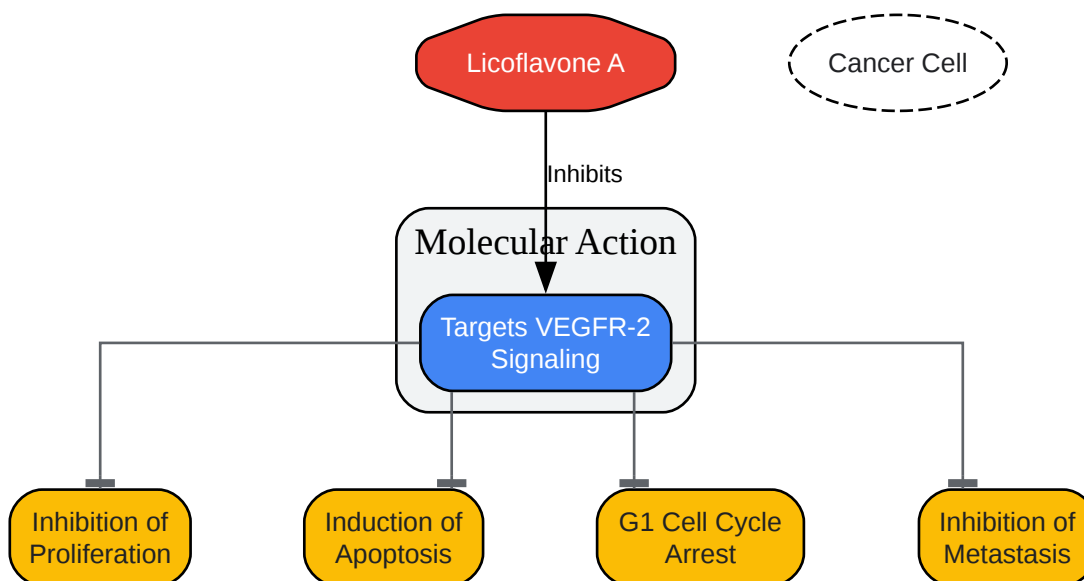 Licoflavone A
Cancer Cell
Inhibits
Molecular Action
Targets VEGFR-2
Signaling
Inhibition of
Proliferation
Induction of
Apoptosis
G1 Cell Cycle
Arrest
Inhibition of
Metastasis